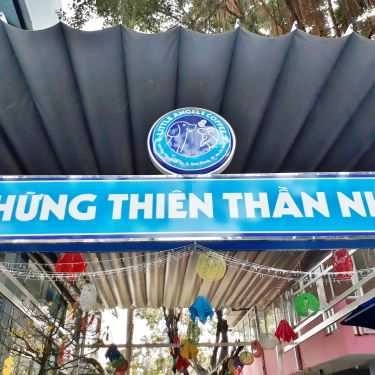 LITTLE ANGELS COFFEE
HỮNG THIÊN THẦN NH